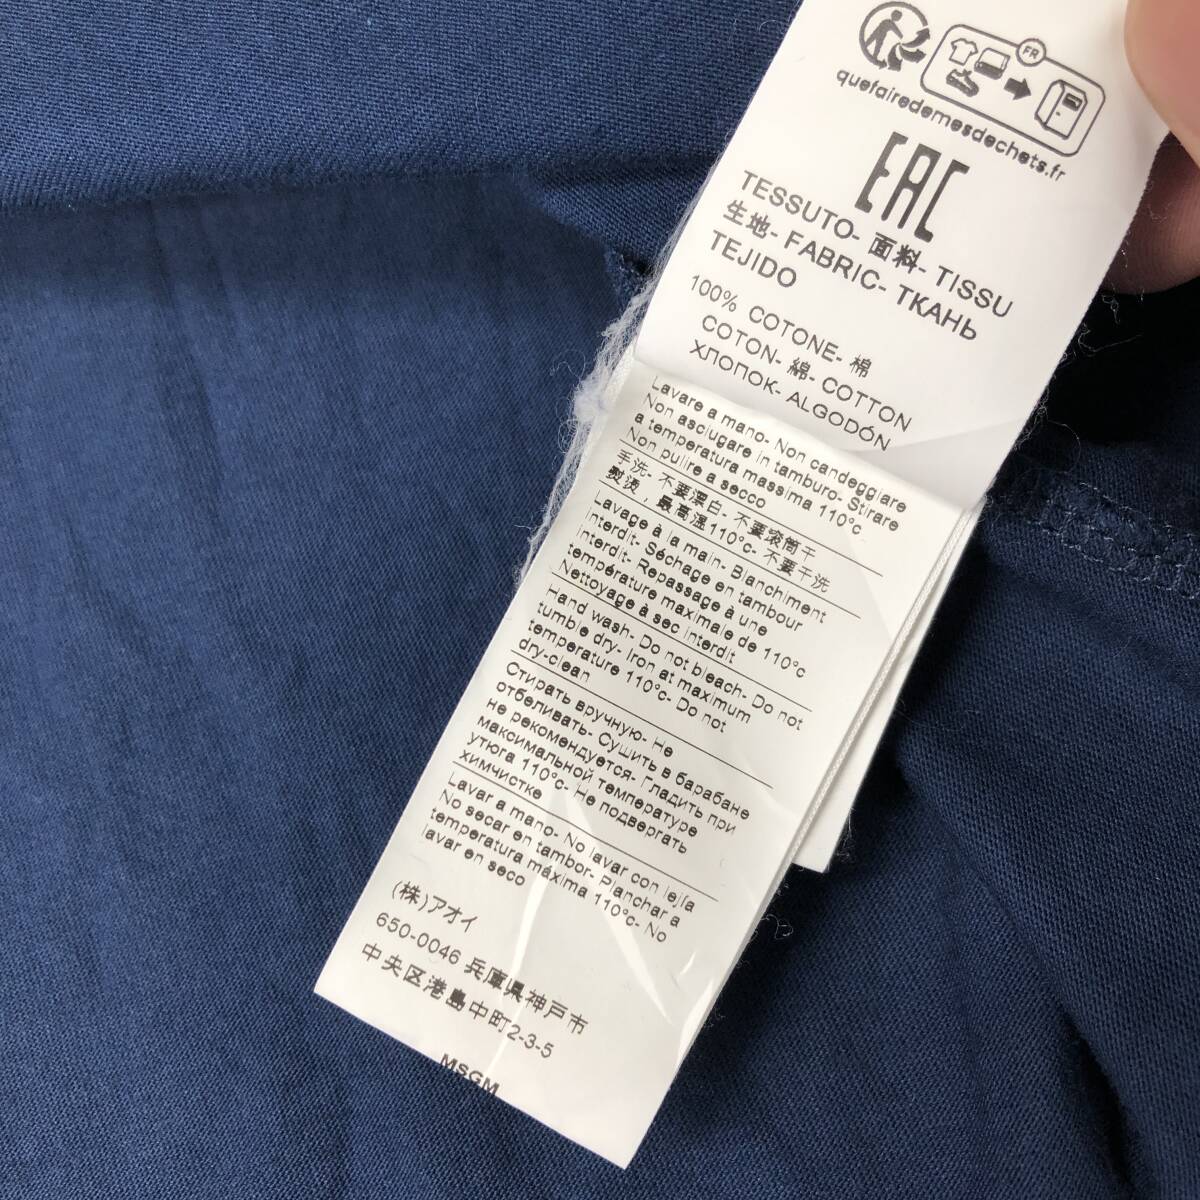 FR
quefairedemesdechets.fr
EAC
TESSUTO- 面料- TISSU
生地- FABRIC- ТКАНЬ
TEJIDO
100% COTONE- 棉
COTON- 綿- COTTON
ХЛОПОК- ALGODÓN
Lavare a mano- Non candeggiare
Non asciugare in tamburo- Stirare
a temperatura massima 110°c
Non pulire a secco
手洗- 不要漂白- 不要滚筒干
熨烫，最高温110°c- 不要干洗
Lavage à la main- Blanchiment
interdit- Séchage en tambour
interdit- Repassage à une
température maximale de 110°c
Nettoyage à sec interdit
Hand wash- Do not bleach- Do not
tumble dry- Iron at maximum
temperature 110°c- Do not
dry-clean
Стирать вручную- Не
отбеливать- Сушить в барабане
не рекомендуется- Гладить при
максимальной температуре
утюга 110°c- Не подвергать
химчистке
Lavar a mano- No lavar con lejía
No secar en tambor- Planchar a
temperatura máxima 110°c- No
lavar en seco
(株)アオイ
650-0046 兵庫県神戸市
中央区港島中町2-3-5
MSGM